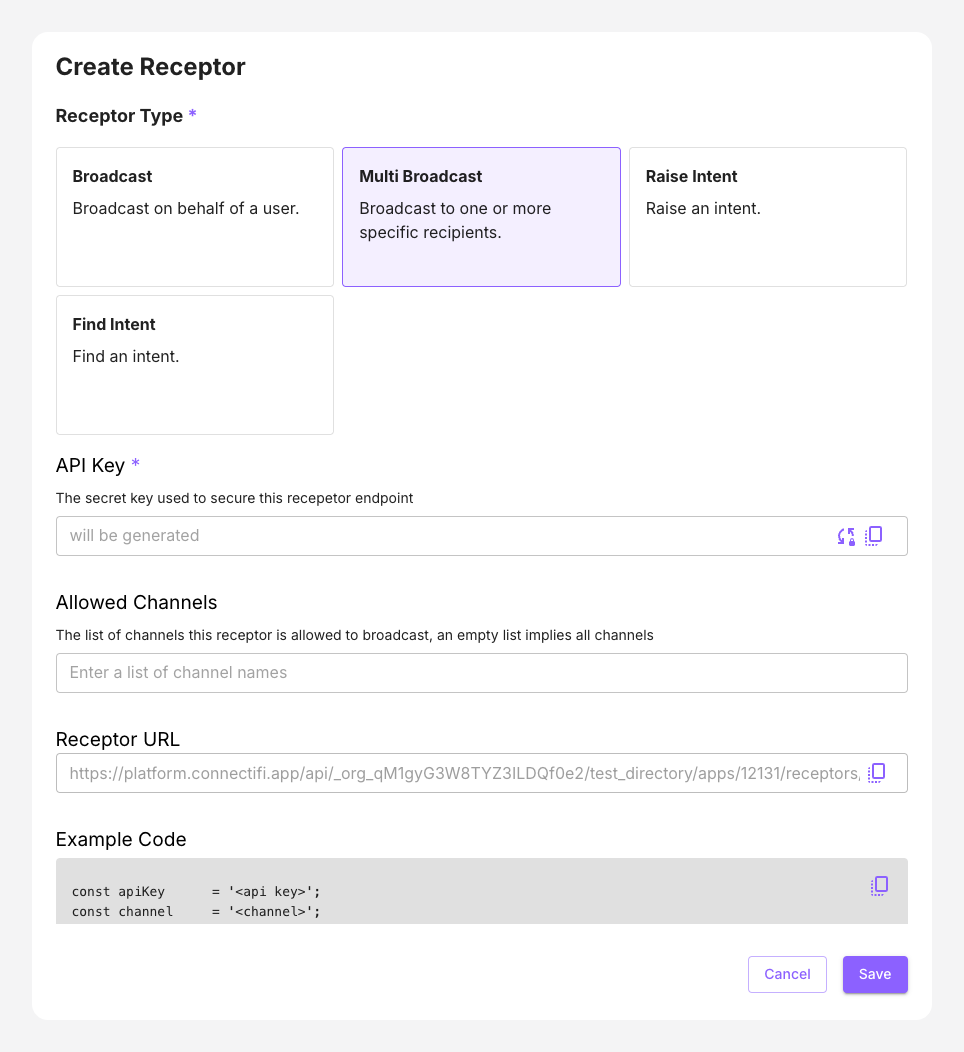 Create Receptor
Receptor Type *
Broadcast
Broadcast on behalf of a user.
Multi Broadcast
Broadcast to one or more
specific recipients.
Raise Intent
Raise an intent.
Find Intent
Find an intent.
API Key *
The secret key used to secure this recepetor endpoint
will be generated
Allowed Channels
The list of channels this receptor is allowed to broadcast, an empty list implies all channels
Enter a list of channel names
Receptor URL
https://platform.connectifi.app/api/_org_qM1gyG3W8TYZ3ILDQf0e2/test_directory/apps/12131/receptors/
Example Code
const apiKey      = '<api key>';
const channel     = '<channel>';
Cancel
Save